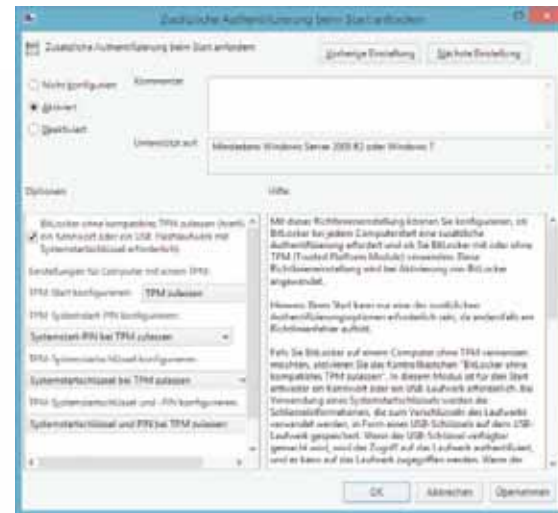 Zusätzliche Authentifizierung beim Start anfordern
Zusätzliche Authentifizierung beim Start anfordern
Vorherige Einstellung
Nächste Einstellung
Nicht konfiguriert
Kommentar:
Aktiviert
Deaktiviert
Unterstützt auf:
Mindestens Windows Server 2008 R2 oder Windows 7
Optionen:
Hilfe:
BitLocker ohne kompatibles TPM zulassen
ein Kennwort oder ein USB-Flashlaufwerk mit
Systemstartschlüssel erforderlich)
Einstellungen für Computer mit einem TPM:
TPM-Start konfigurieren:
TPM zulassen
TPM-Systemstart-PIN konfigurieren:
Systemstart-PIN bei TPM zulassen
TPM-Systemstartschlüssel konfigurieren:
Systemstartschlüssel bei TPM zulassen
TPM-Systemstartschlüssel und -PIN konfigurieren:
Systemstartschlüssel und PIN bei TPM zulassen
Mit dieser Richtlinieneinstellung können Sie konfigurieren, ob
BitLocker bei jedem Computerstart eine zusätzliche
Authentifizierung erfordert und ob Sie BitLocker mit oder ohne
TPM (Trusted Platform Module) verwenden. Diese
Richtlinieneinstellung wird bei Aktivierung von BitLocker
angewendet.
Hinweis: Beim Start kann nur eine der zusätzlichen
Authentifizierungsoptionen erforderlich sein, da andernfalls ein
Richtlinienfehler auftritt.
Falls Sie BitLocker auf einem Computer ohne TPM verwenden
möchten, aktivieren Sie das Kontrollkästchen "BitLocker ohne
kompatibles TPM zulassen". In diesem Modus ist für den Start
entweder ein Kennwort oder ein USB-Laufwerk erforderlich. Bei
Verwendung eines Systemstartschlüssels werden die
Schlüsselinformationen, die zum Verschlüsseln des Laufwerks
verwendet werden, in Form eines USB-Schlüssels auf dem USB-
Laufwerk gespeichert. Wenn der USB-Schlüssel verfügbar
gemacht wird, wird der Zugriff auf das Laufwerk authentifiziert,
und es kann auf das Laufwerk zugegriffen werden. Wenn der
OK
Abbrechen
Übernehmen